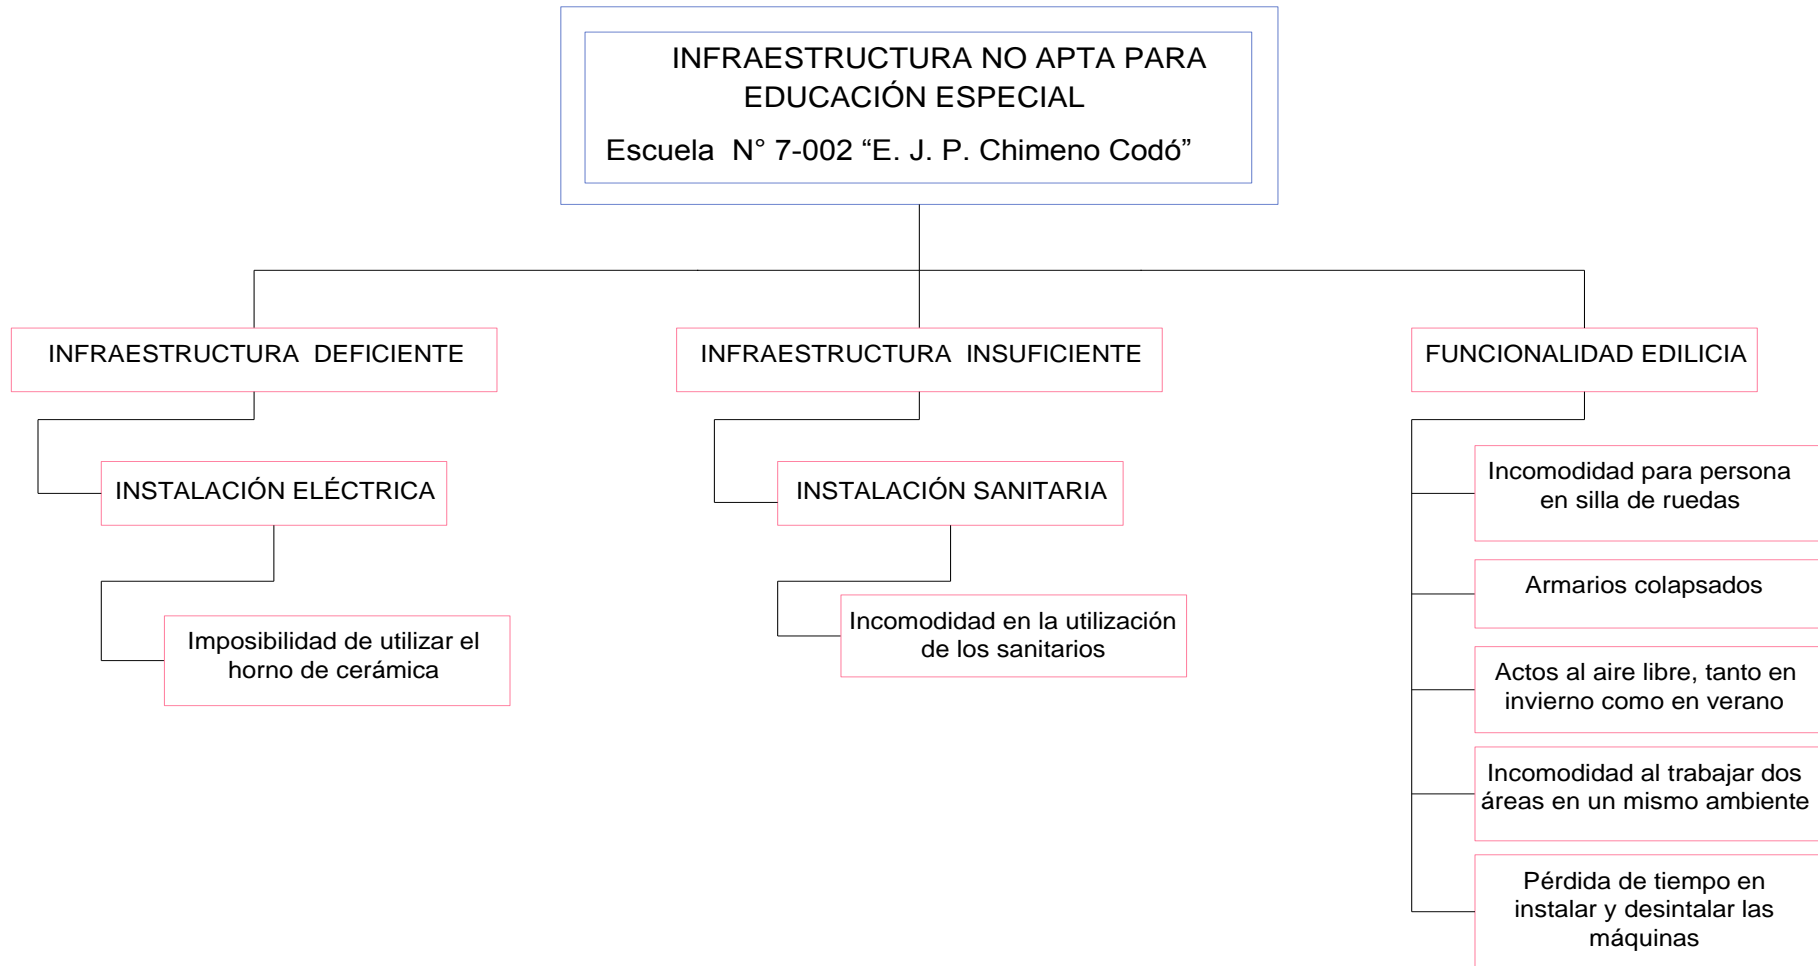 INFRAESTRUCTURA NO APTA PARA
EDUCACIÓN ESPECIAL
Escuela N° 7-002 “E. J. P. Chimeno Codó”
INFRAESTRUCTURA DEFICIENTE
INSTALACIÓN ELÉCTRICA
Imposibilidad de utilizar el
horno de cerámica
INFRAESTRUCTURA INSUFICIENTE
INSTALACIÓN SANITARIA
Incomodidad en la utilización
de los sanitarios
FUNCIONALIDAD EDILICIA
Incomodidad para persona
en silla de ruedas
Armarios colapsados
Actos al aire libre, tanto en
invierno como en verano
Incomodidad al trabajar dos
áreas en un mismo ambiente
Pérdida de tiempo en
instalar y desintalar las
máquinas